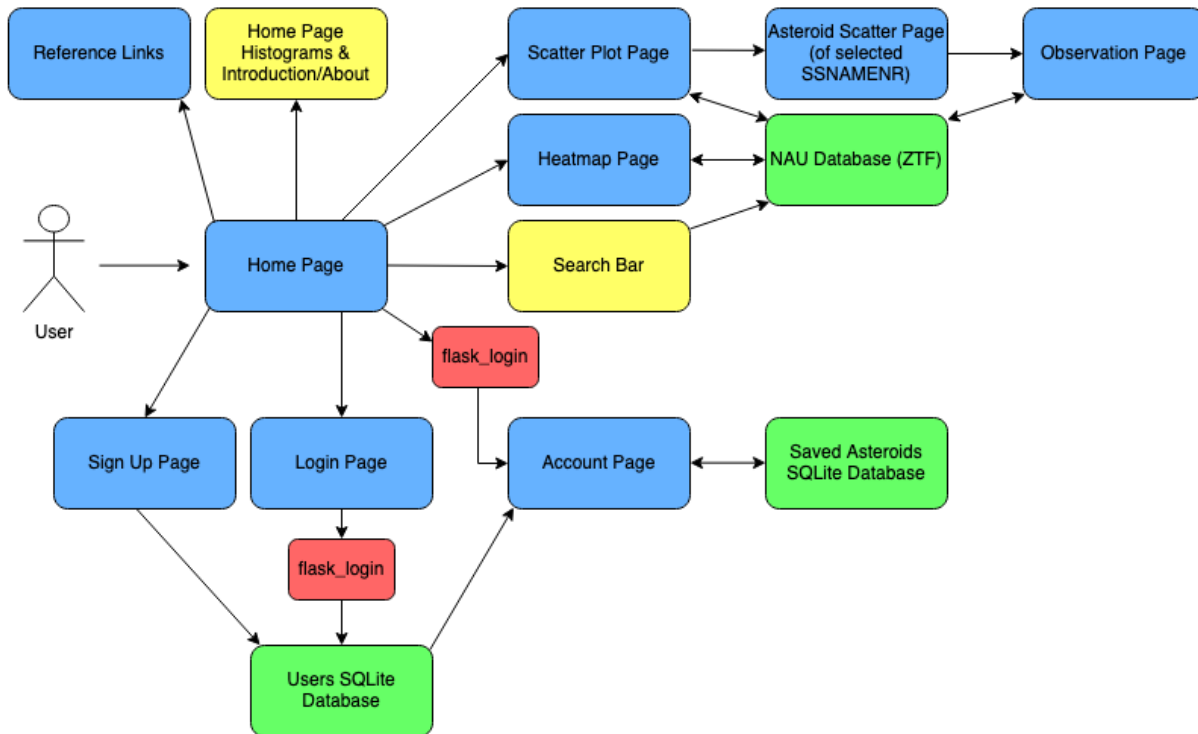 Reference Links
Home Page
Histograms &
Introduction/About
Scatter Plot Page
Asteroid Scatter Page
(of selected
SSNAMENR)
Observation Page
Heatmap Page
NAU Database (ZTF)
User
Home Page
Search Bar
flask_login
Sign Up Page
Login Page
Account Page
Saved Asteroids
SQLite Database
flask_login
Users SQLite
Database